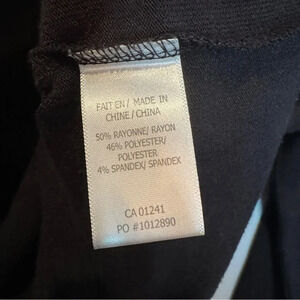 FAIT EN/ MADE IN
CHINE/ CHINA
50% RAYONNE/ RAYON
46% POLYESTER/
POLYESTER
4% SPANDEX/ SPANDEX
CA 01241
PO #1012890